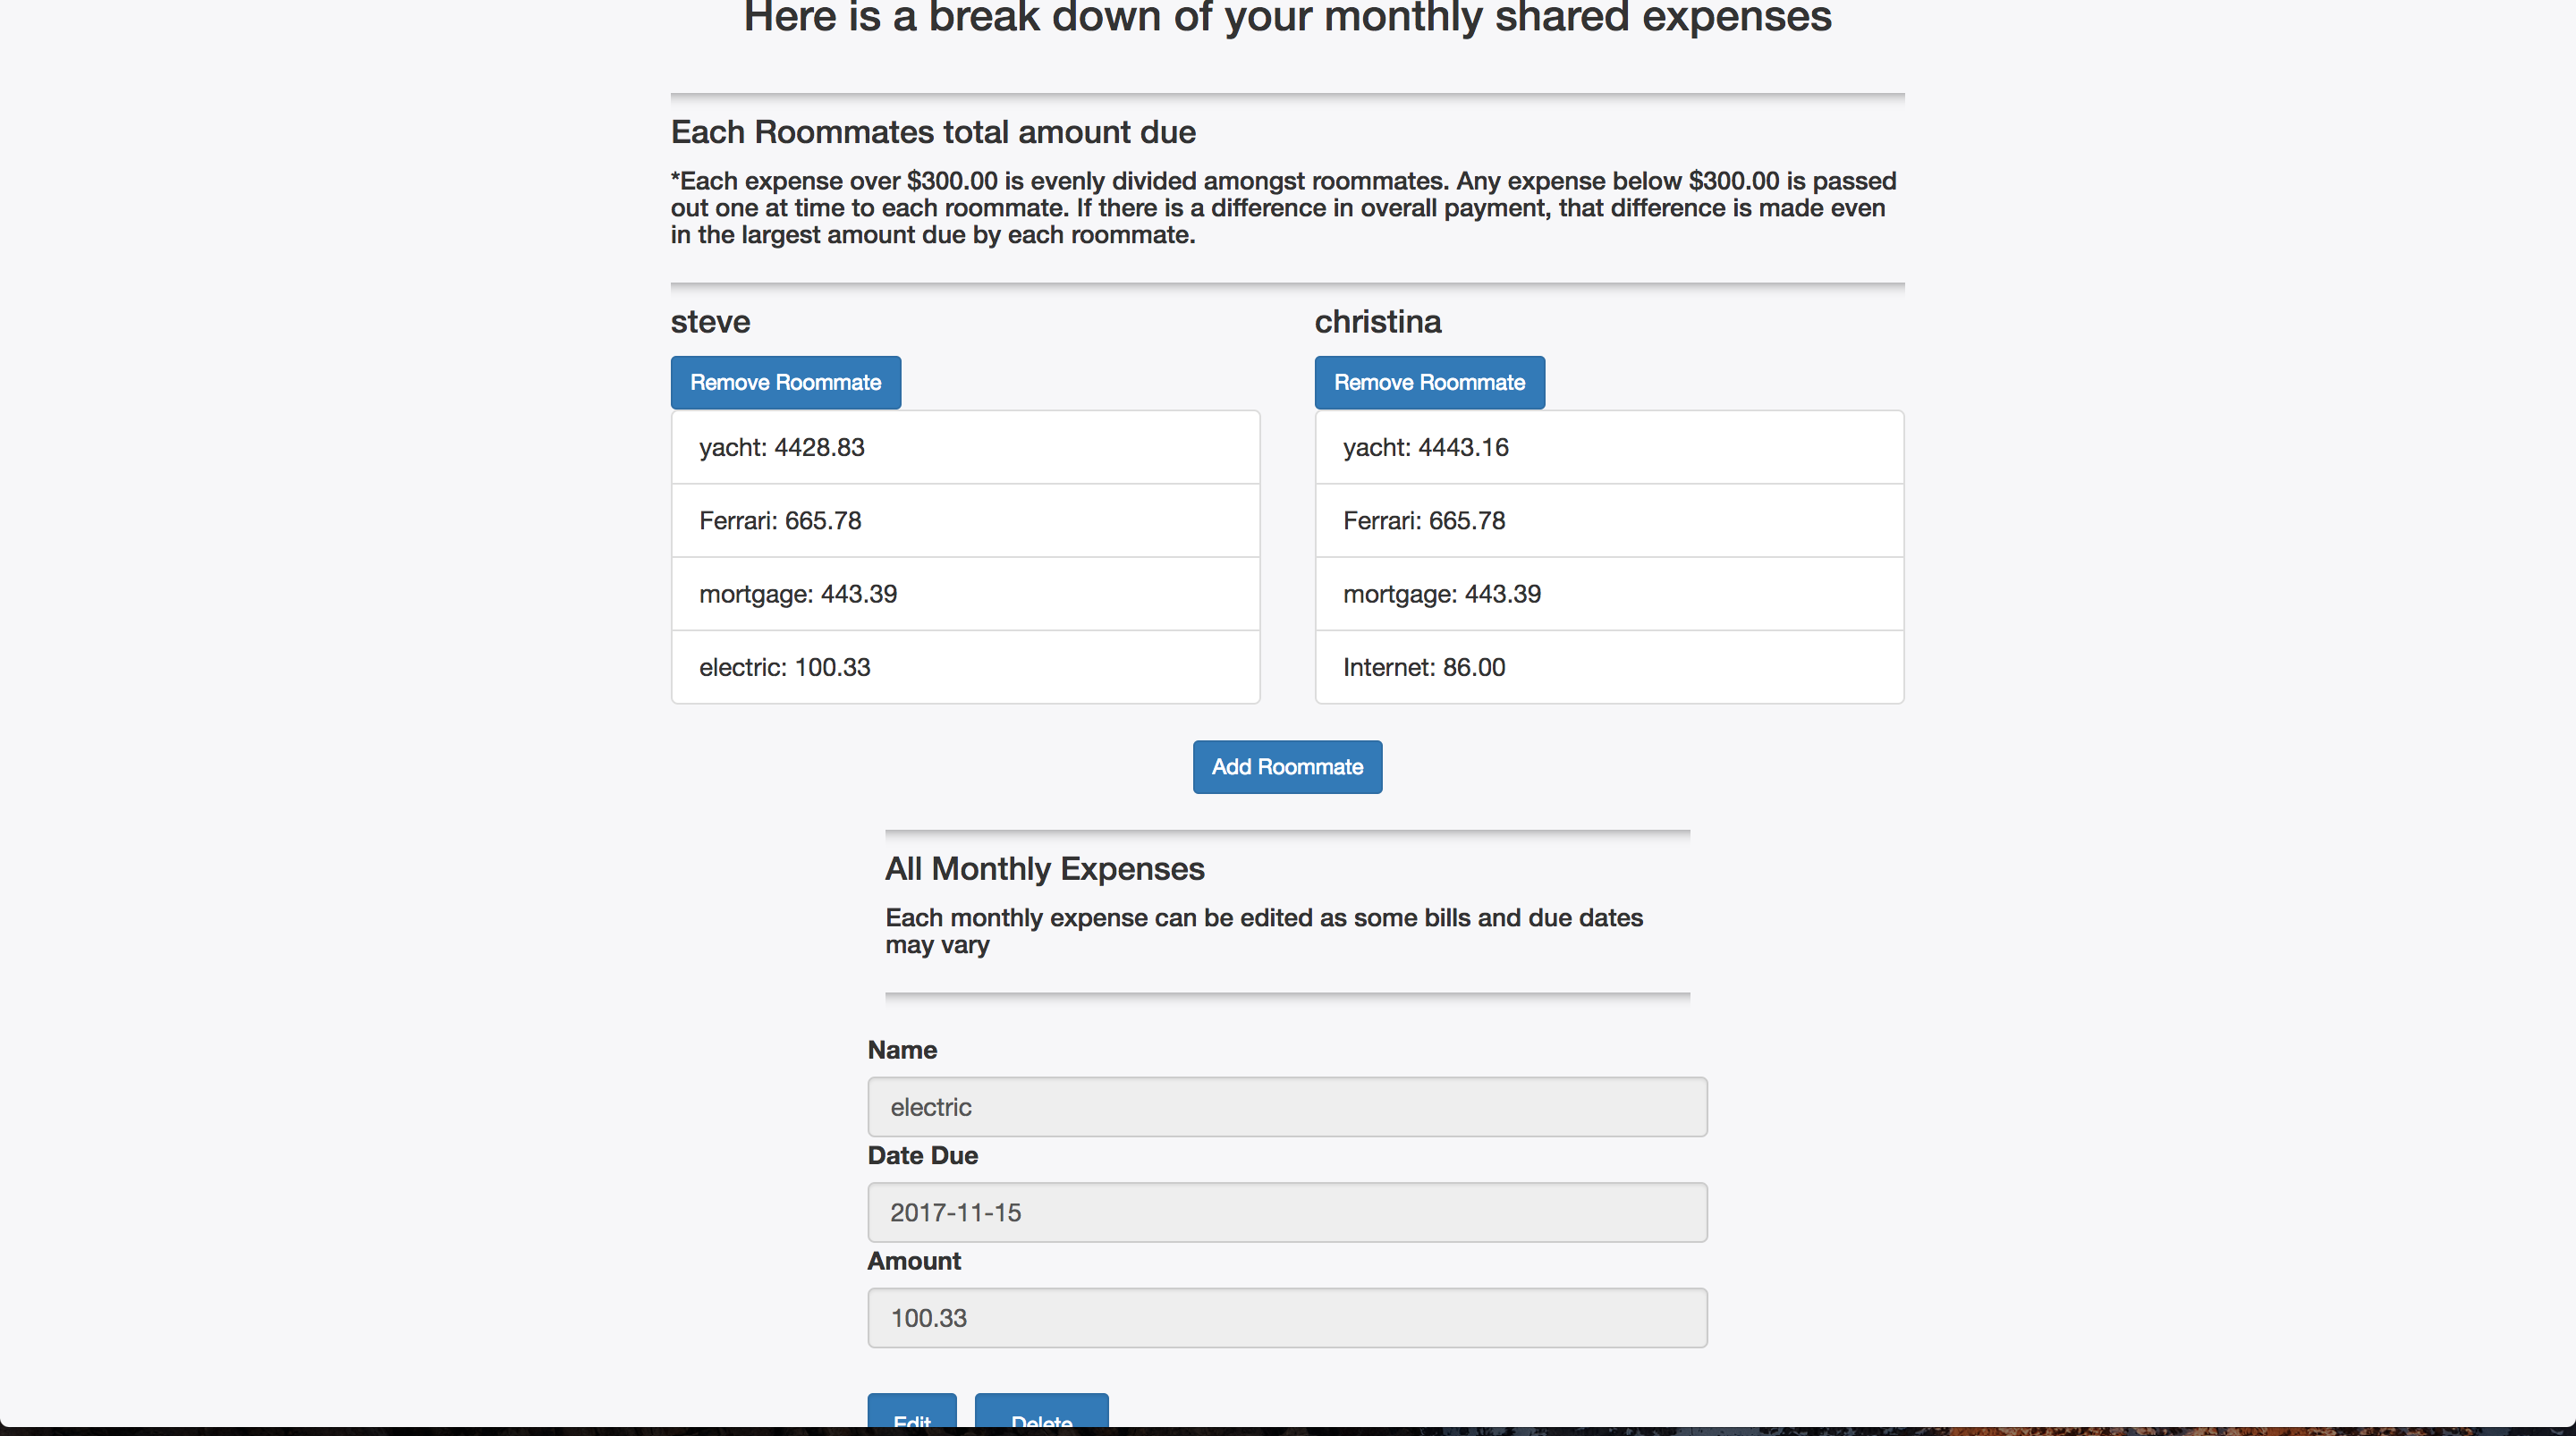 Here is a break down of your monthly shared expenses
Each Roommates total amount due
*Each expense over $300.00 is evenly divided amongst roommates. Any expense below $300.00 is passed
out one at time to each roommate. If there is a difference in overall payment, that difference is made even
in the largest amount due by each roommate.
steve
Remove Roommate
yacht: 4428.83
Ferrari: 665.78
mortgage: 443.39
electric: 100.33
christina
Remove Roommate
yacht: 4443.16
Ferrari: 665.78
mortgage: 443.39
Internet: 86.00
Add Roommate
All Monthly Expenses
Each monthly expense can be edited as some bills and due dates
may vary
Name
electric
Date Due
2017-11-15
Amount
100.33
Edit Delete